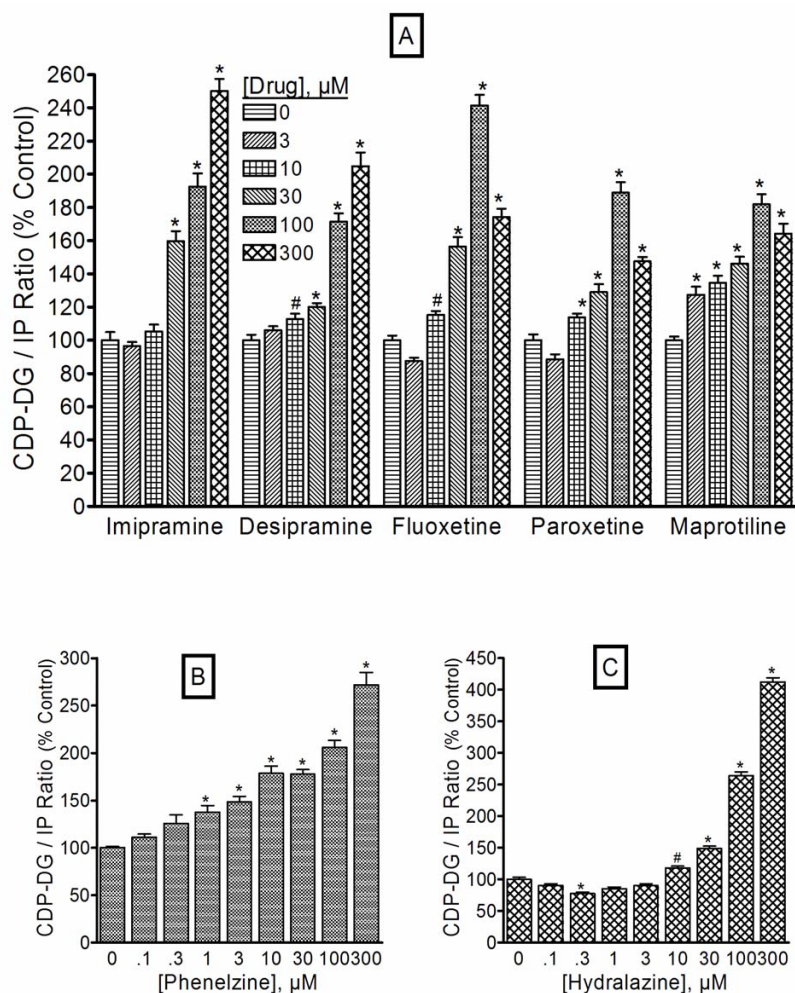 A
CDP-DG / IP Ratio (% Control)
260
240
220
200
180
160
140
120
100
80
60
40
20
0
[Drug], µM
0
3
10
30
100
300
* * *
# * * *
# * * *
* * * *
* * * * *
Imipramine Desipramine Fluoxetine Paroxetine Maprotiline
B
CDP-DG / IP Ratio (% Control)
300
250
200
150
100
50
0
* * * * * *
0 .1 .3 1 3 10 30 100 300
[Phenelzine], µM
C
CDP-DG / IP Ratio (% Control)
450
400
350
300
250
200
150
100
50
0
* # * * *
0 .1 .3 1 3 10 30 100 300
[Hydralazine], µM